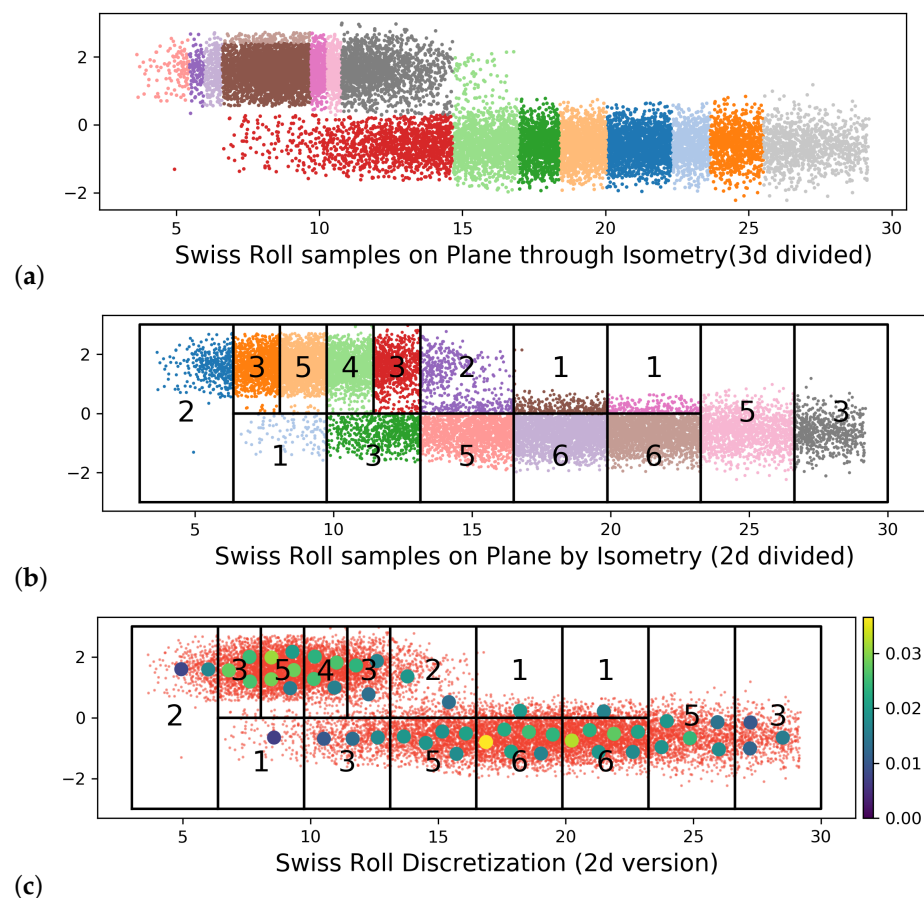 2
0
−2
5 10 15 20 25 30
Swiss Roll samples on Plane through Isometry(3d divided)
(a)
2
0
−2
3 5 4 3 2 1 1
2 5 3
1 3 5 6 6
5 10 15 20 25 30
Swiss Roll samples on Plane by Isometry (2d divided)
(b)
2
0
−2
3 5 4 3 2 1 1
2 5 3
1 3 5 6 6
0.03
0.02
0.01
0.00
5 10 15 20 25 30
Swiss Roll Discretization (2d version)
(c)